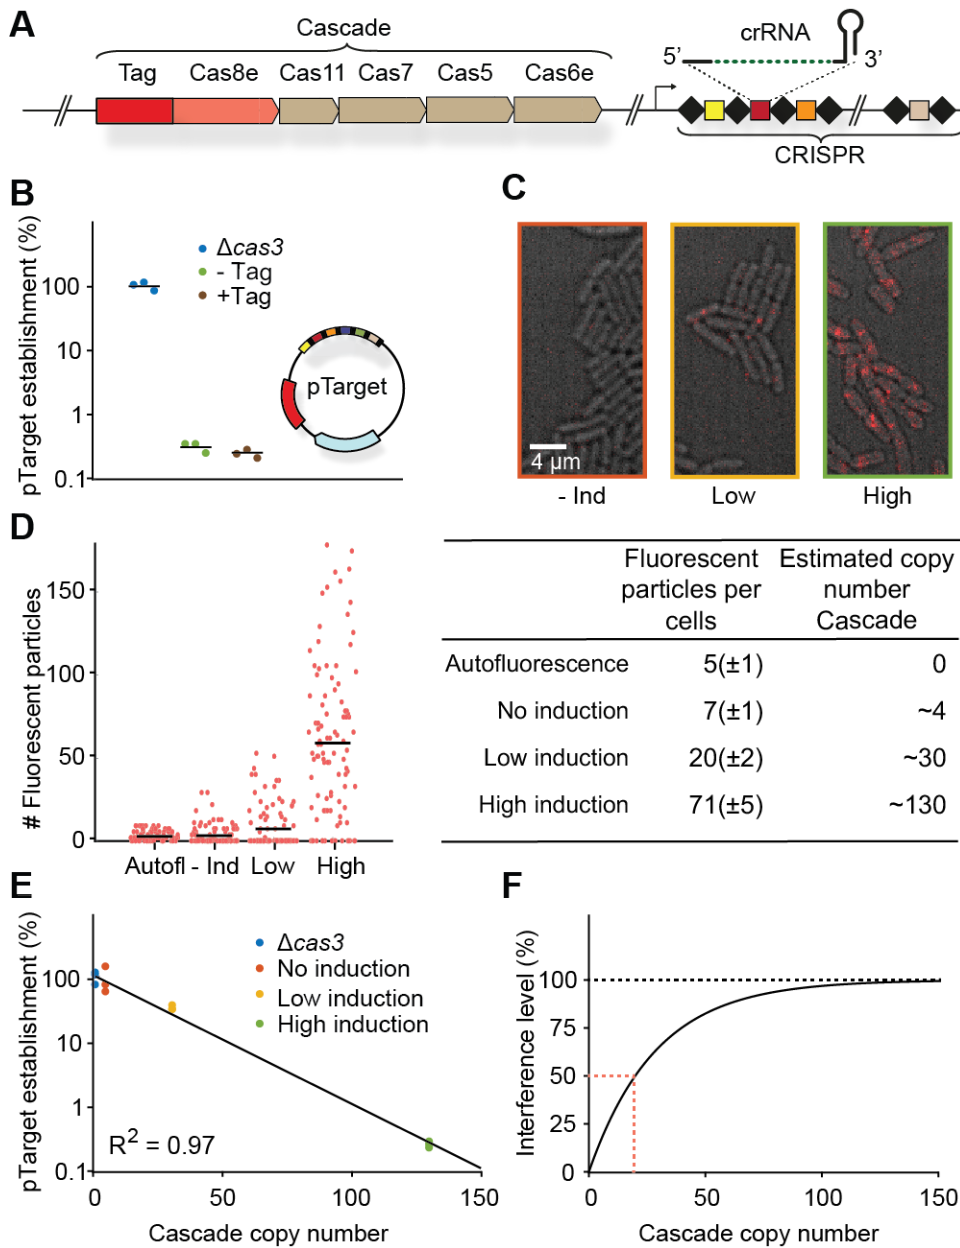 A
Cascade
Tag Cas8e Cas11 Cas7 Cas5 Cas6e
crRNA
5’ 3’
CRISPR
B
pTarget establishment (%)
100
10
1
0.1
Δcas3
- Tag
+Tag
pTarget
C
4 µm
- Ind Low High
D
# Fluorescent particles
150
100
50
0
Autofl - Ind Low High
Fluorescent particles per cells Estimated copy number Cascade
Autofluorescence 5(±1) 0
No induction 7(±1) ~4
Low induction 20(±2) ~30
High induction 71(±5) ~130
E
pTarget establishment (%)
100
10
1
0.1
Δcas3
No induction
Low induction
High induction
R² = 0.97
0 50 100 150
Cascade copy number
F
Interference level (%)
100
75
50
25
0
0 50 100 150
Cascade copy number